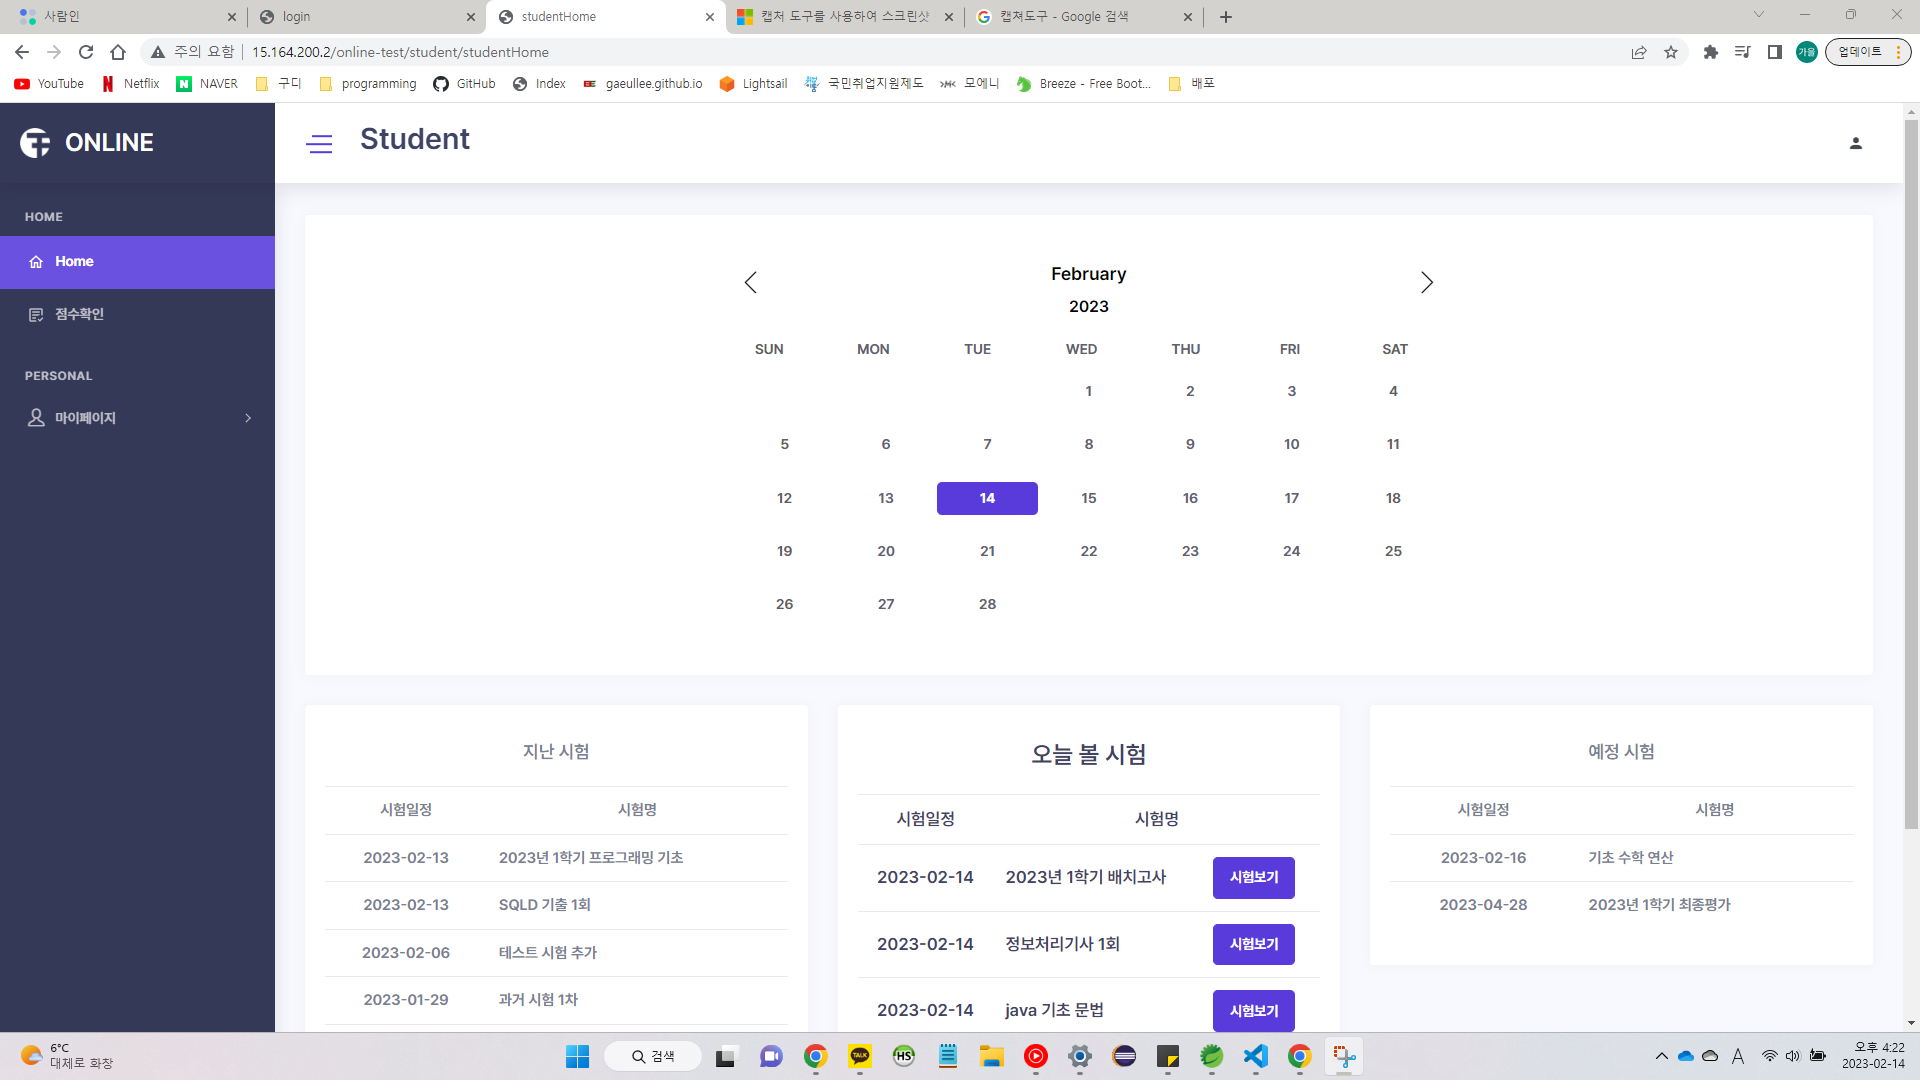 사람인
login
studentHome
캡처 도구를 사용하여 스크린샷
캡쳐도구 - Google 검색
주의 요함
15.164.200.2/online-test/student/studentHome
가을
업데이트
YouTube
Netflix
NAVER
구디
programming
GitHub
Index
gaeullee.github.io
Lightsail
국민취업지원제도
모에니
Breeze - Free Boot...
배포
ONLINE
Student
HOME
Home
점수확인
PERSONAL
마이페이지
February
2023
SUN MON TUE WED THU FRI SAT
1 2 3 4
5 6 7 8 9 10 11
12 13 14 15 16 17 18
19 20 21 22 23 24 25
26 27 28
지난 시험
시험일정 시험명
2023-02-13 2023년 1학기 프로그래밍 기초
2023-02-13 SQLD 기출 1회
2023-02-06 테스트 시험 추가
2023-01-29 과거 시험 1차
오늘 볼 시험
시험일정 시험명
2023-02-14 2023년 1학기 배치고사 시험보기
2023-02-14 정보처리기사 1회 시험보기
2023-02-14 java 기초 문법 시험보기
예정 시험
시험일정 시험명
2023-02-16 기초 수학 연산
2023-04-28 2023년 1학기 최종평가
6°C
대체로 화창
검색
TALK
HS
A
오후 4:22
2023-02-14